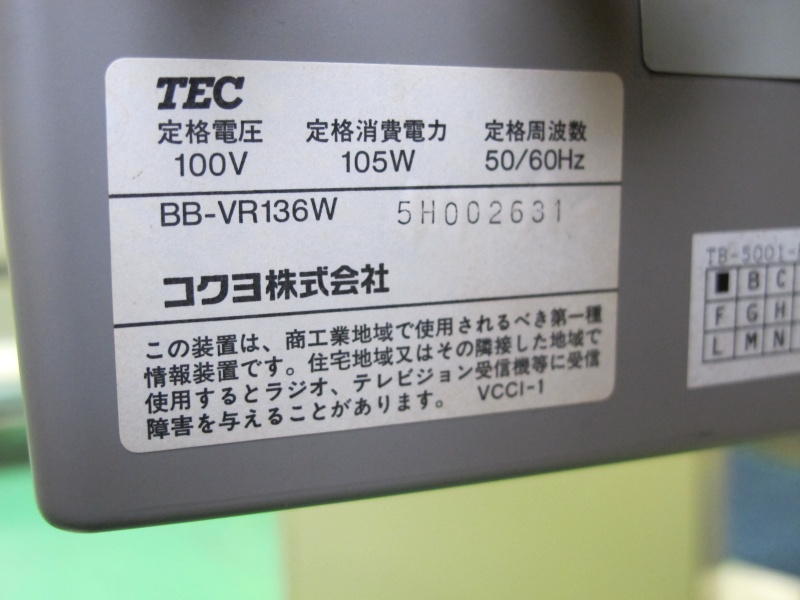 TEC
定格電圧 定格消費電力 定格周波数
100V 105W 50/60Hz
BB-VR136W 5H002631
コクヨ株式会社
この装置は、商工業地域で使用されるべき第一種
情報装置です。住宅地域又はその隣接した地域で
使用するとラジオ、テレビジョン受信機等に受信
障害を与えることがあります。 VCCI-1
TB-5001-
B C
F G H
L M N